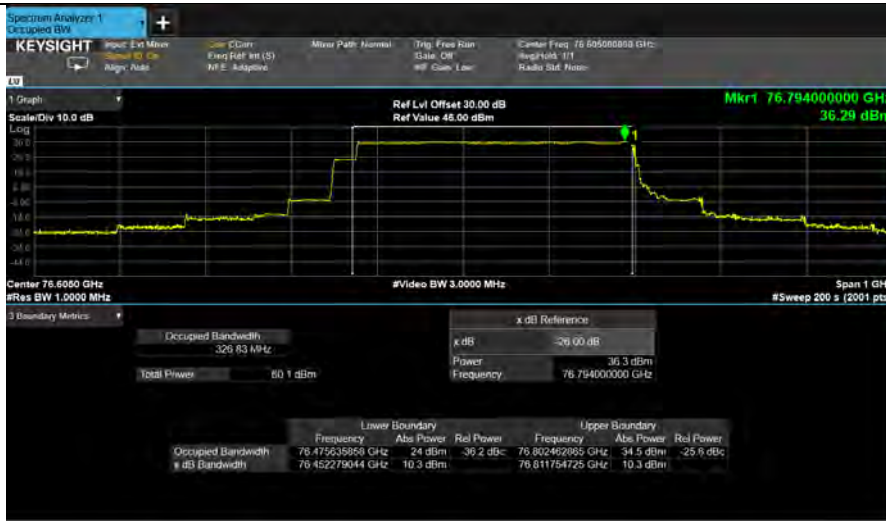 Spectrum Analyzer 1
Occupied BW
+
KEYSIGHT Input: Ext Mixer CCorr Mixer Path: Normal Trig: Free Run Center Freq: 76.605000000 GHz
Signal ID: On Freq Ref: Int (S) Gate: Off Avg|Hold: 1/1
Align: Auto NFE: Adaptive #IF Gain: Low Radio Std: None
1 Graph
Scale/Div 10.0 dB
Ref Lvl Offset 30.00 dB
Ref Value 46.00 dBm
Mkr1 76.794000000 GH
36.29 dBm
Log
1
Center 76.6050 GHz #Video BW 3.0000 MHz Span 1 GH
#Res BW 1.0000 MHz #Sweep 200 s (2001 pts
3 Boundary Metrics
Occupied Bandwidth
326.83 MHz
Total Power 60.1 dBm
x dB Reference
x dB -26.00 dB
Power 36.3 dBm
Frequency 76.794000000 GHz
Lower Boundary Upper Boundary
Frequency Abs Power Rel Power Frequency Abs Power Rel Power
Occupied Bandwidth 76.475635858 GHz 24 dBm -36.2 dBc 76.802462865 GHz 34.5 dBm -25.6 dBc
x dB Bandwidth 76.452279044 GHz 10.3 dBm 76.811754725 GHz 10.3 dBm